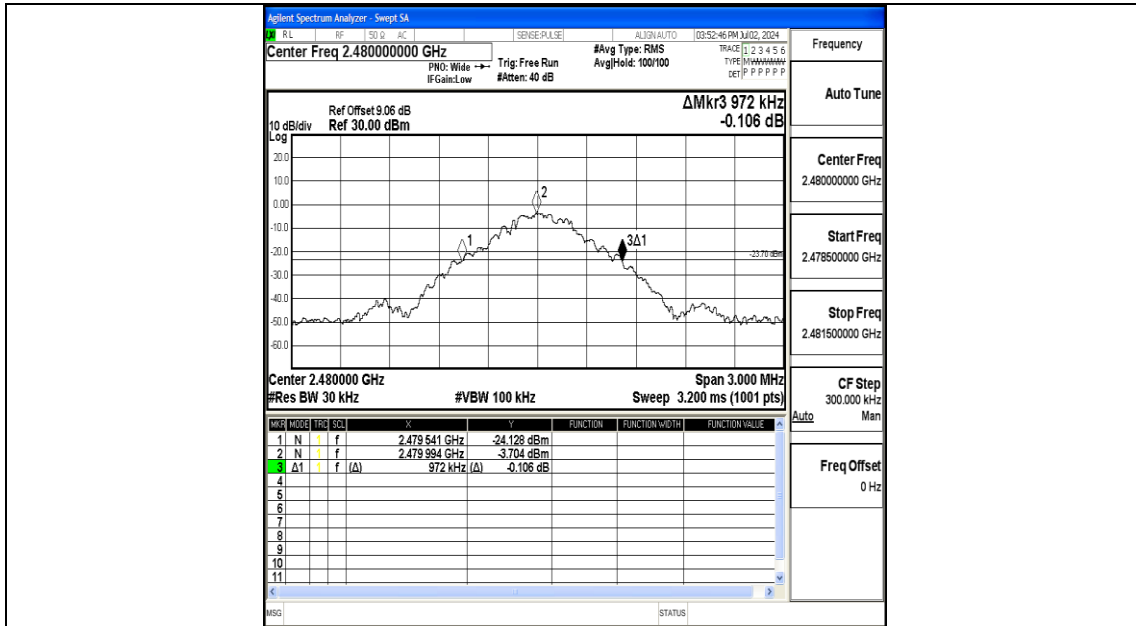 Agilent Spectrum Analyzer - Swept SA
RL RF 50 Ω AC SENSE:PULSE ALIGN AUTO 03:52:46 PM Jul 02, 2024
Center Freq 2.480000000 GHz
PNO: Wide
IFGain:Low
Trig: Free Run
#Atten: 40 dB
#Avg Type: RMS
Avg|Hold: 100/100
TRACE 1 2 3 4 5 6
TYPE
DET P P P P P P
Frequency
Auto Tune
ΔMkr3 972 kHz
-0.106 dB
Ref Offset 9.06 dB
10 dB/div Ref 30.00 dBm
Log
20.0
10.0
0.00
-10.0
-20.0
-30.0
-40.0
-50.0
-60.0
1
2
3Δ1
-23.70 dBm
Center 2.480000 GHz Span 3.000 MHz
#Res BW 30 kHz #VBW 100 kHz Sweep 3.200 ms (1001 pts)
Center Freq
2.480000000 GHz
Start Freq
2.478500000 GHz
Stop Freq
2.481500000 GHz
CF Step
300.000 kHz
Auto Man
Freq Offset
0 Hz
MKR MODE TRC SCL X Y FUNCTION FUNCTION WIDTH FUNCTION VALUE
1 N 1 f 2.479 541 GHz -24.128 dBm
2 N 1 f 2.479 994 GHz -3.704 dBm
3 Δ1 1 f (Δ) 972 kHz (Δ) -0.106 dB
4
5
6
7
8
9
10
11
MSG STATUS